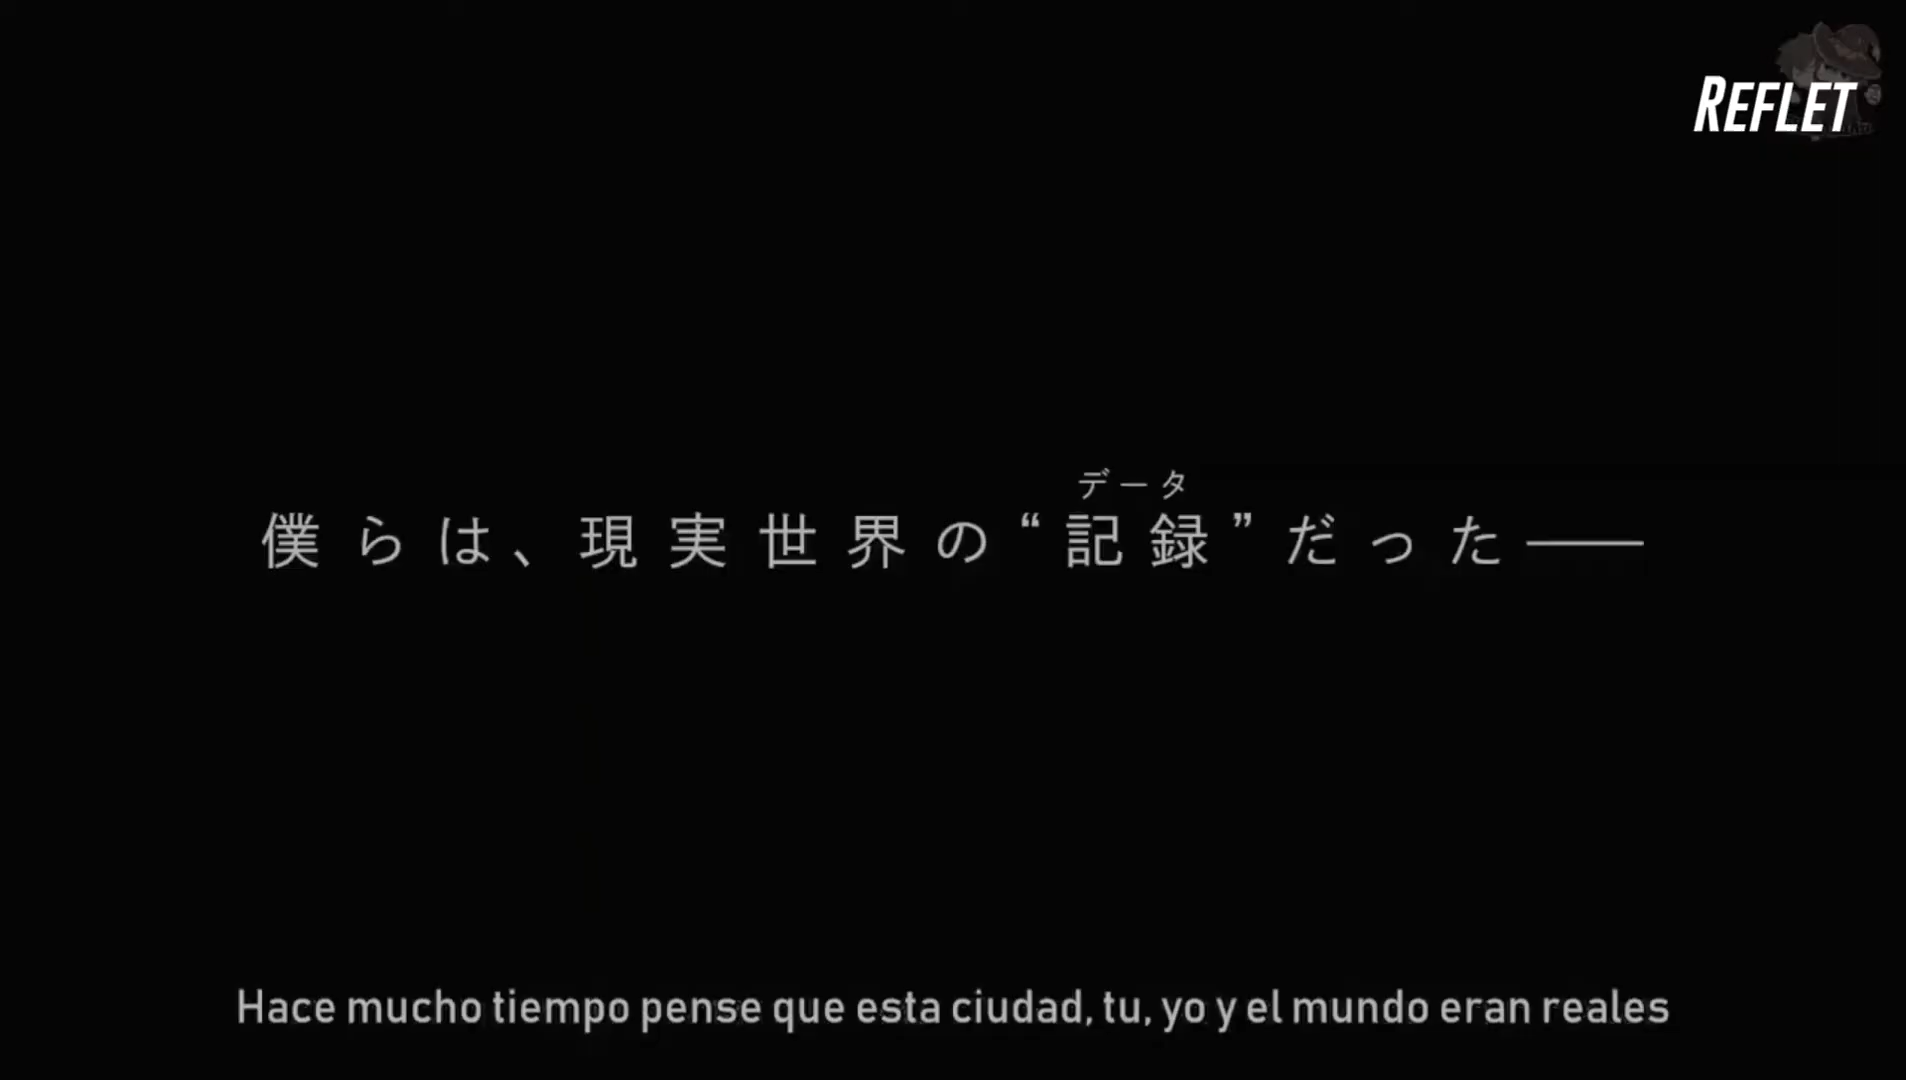 REFLET
データ
僕らは、現実世界の“記録”だった——
Hace mucho tiempo pense que esta ciudad, tu, yo y el mundo eran reales